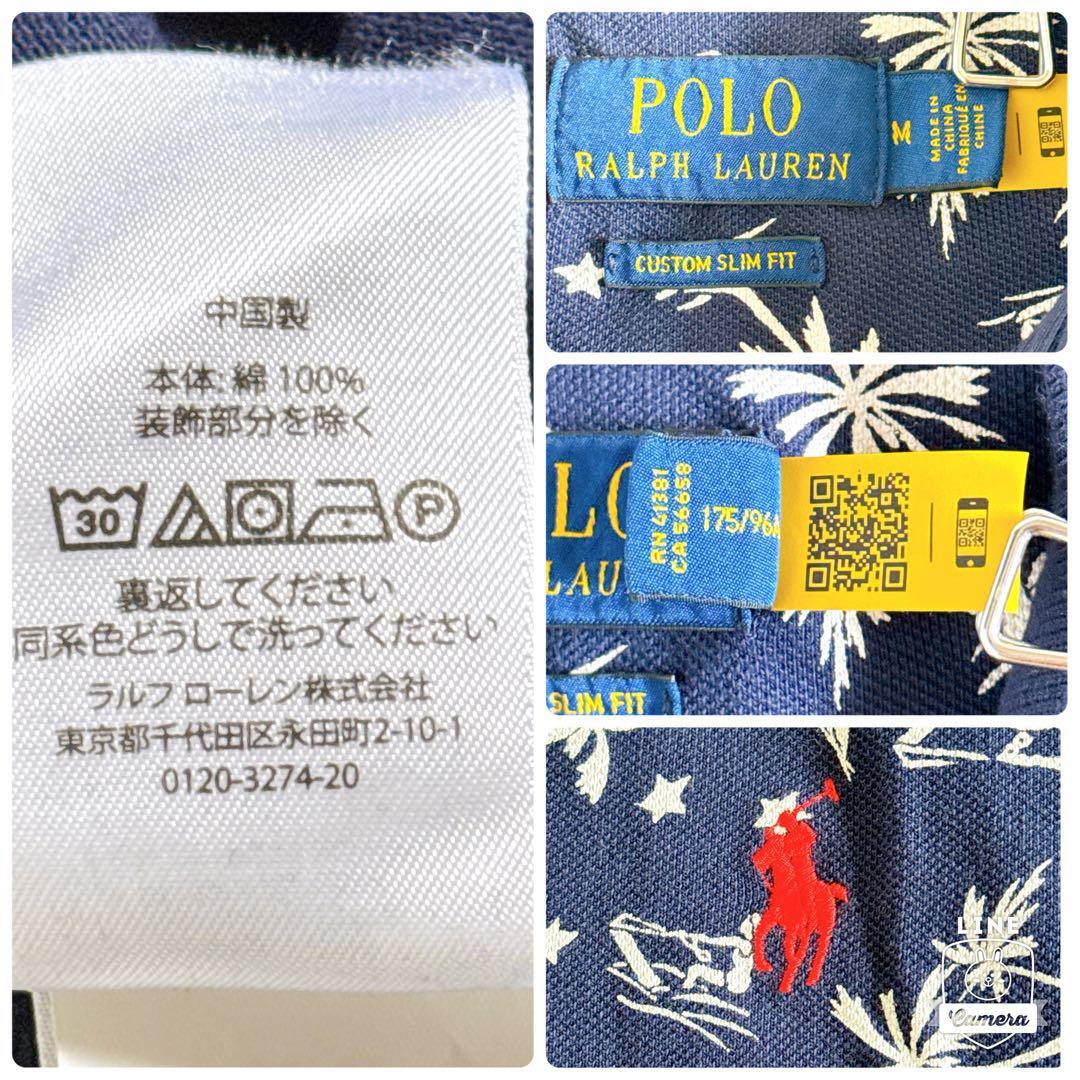 中国製
本体: 綿 100%
装飾部分を除く
30
P
裏返してください
同系色どうしで洗ってください
ラルフ ローレン株式会社
東京都千代田区永田町2-10-1
0120-3274-20
POLO
RALPH LAUREN
M
MADE IN
CHINA
FABRIQUÉ EN
CHINE
CUSTOM SLIM FIT
LO
LAU
RN 41381
CA 56658
175/96A
SLIM FIT
LINE
Camera